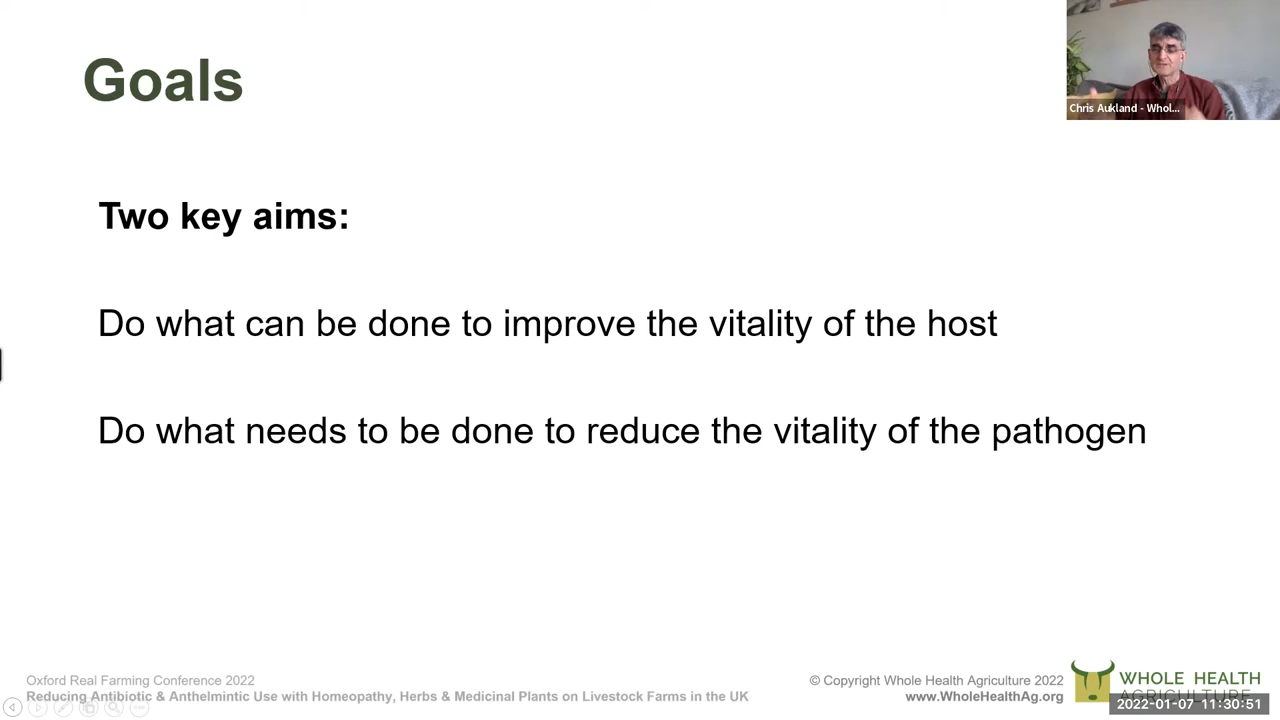 Goals
Chris Aukland - Whol...
Two key aims:
Do what can be done to improve the vitality of the host
Do what needs to be done to reduce the vitality of the pathogen
Oxford Real Farming Conference 2022
Reducing Antibiotic & Anthelmintic Use with Homeopathy, Herbs & Medicinal Plants on Livestock Farms in the UK
© Copyright Whole Health Agriculture 2022
www.WholeHealthAg.org
WHOLE HEALTH
AGRICULTURE
2022-01-07 11:30:51